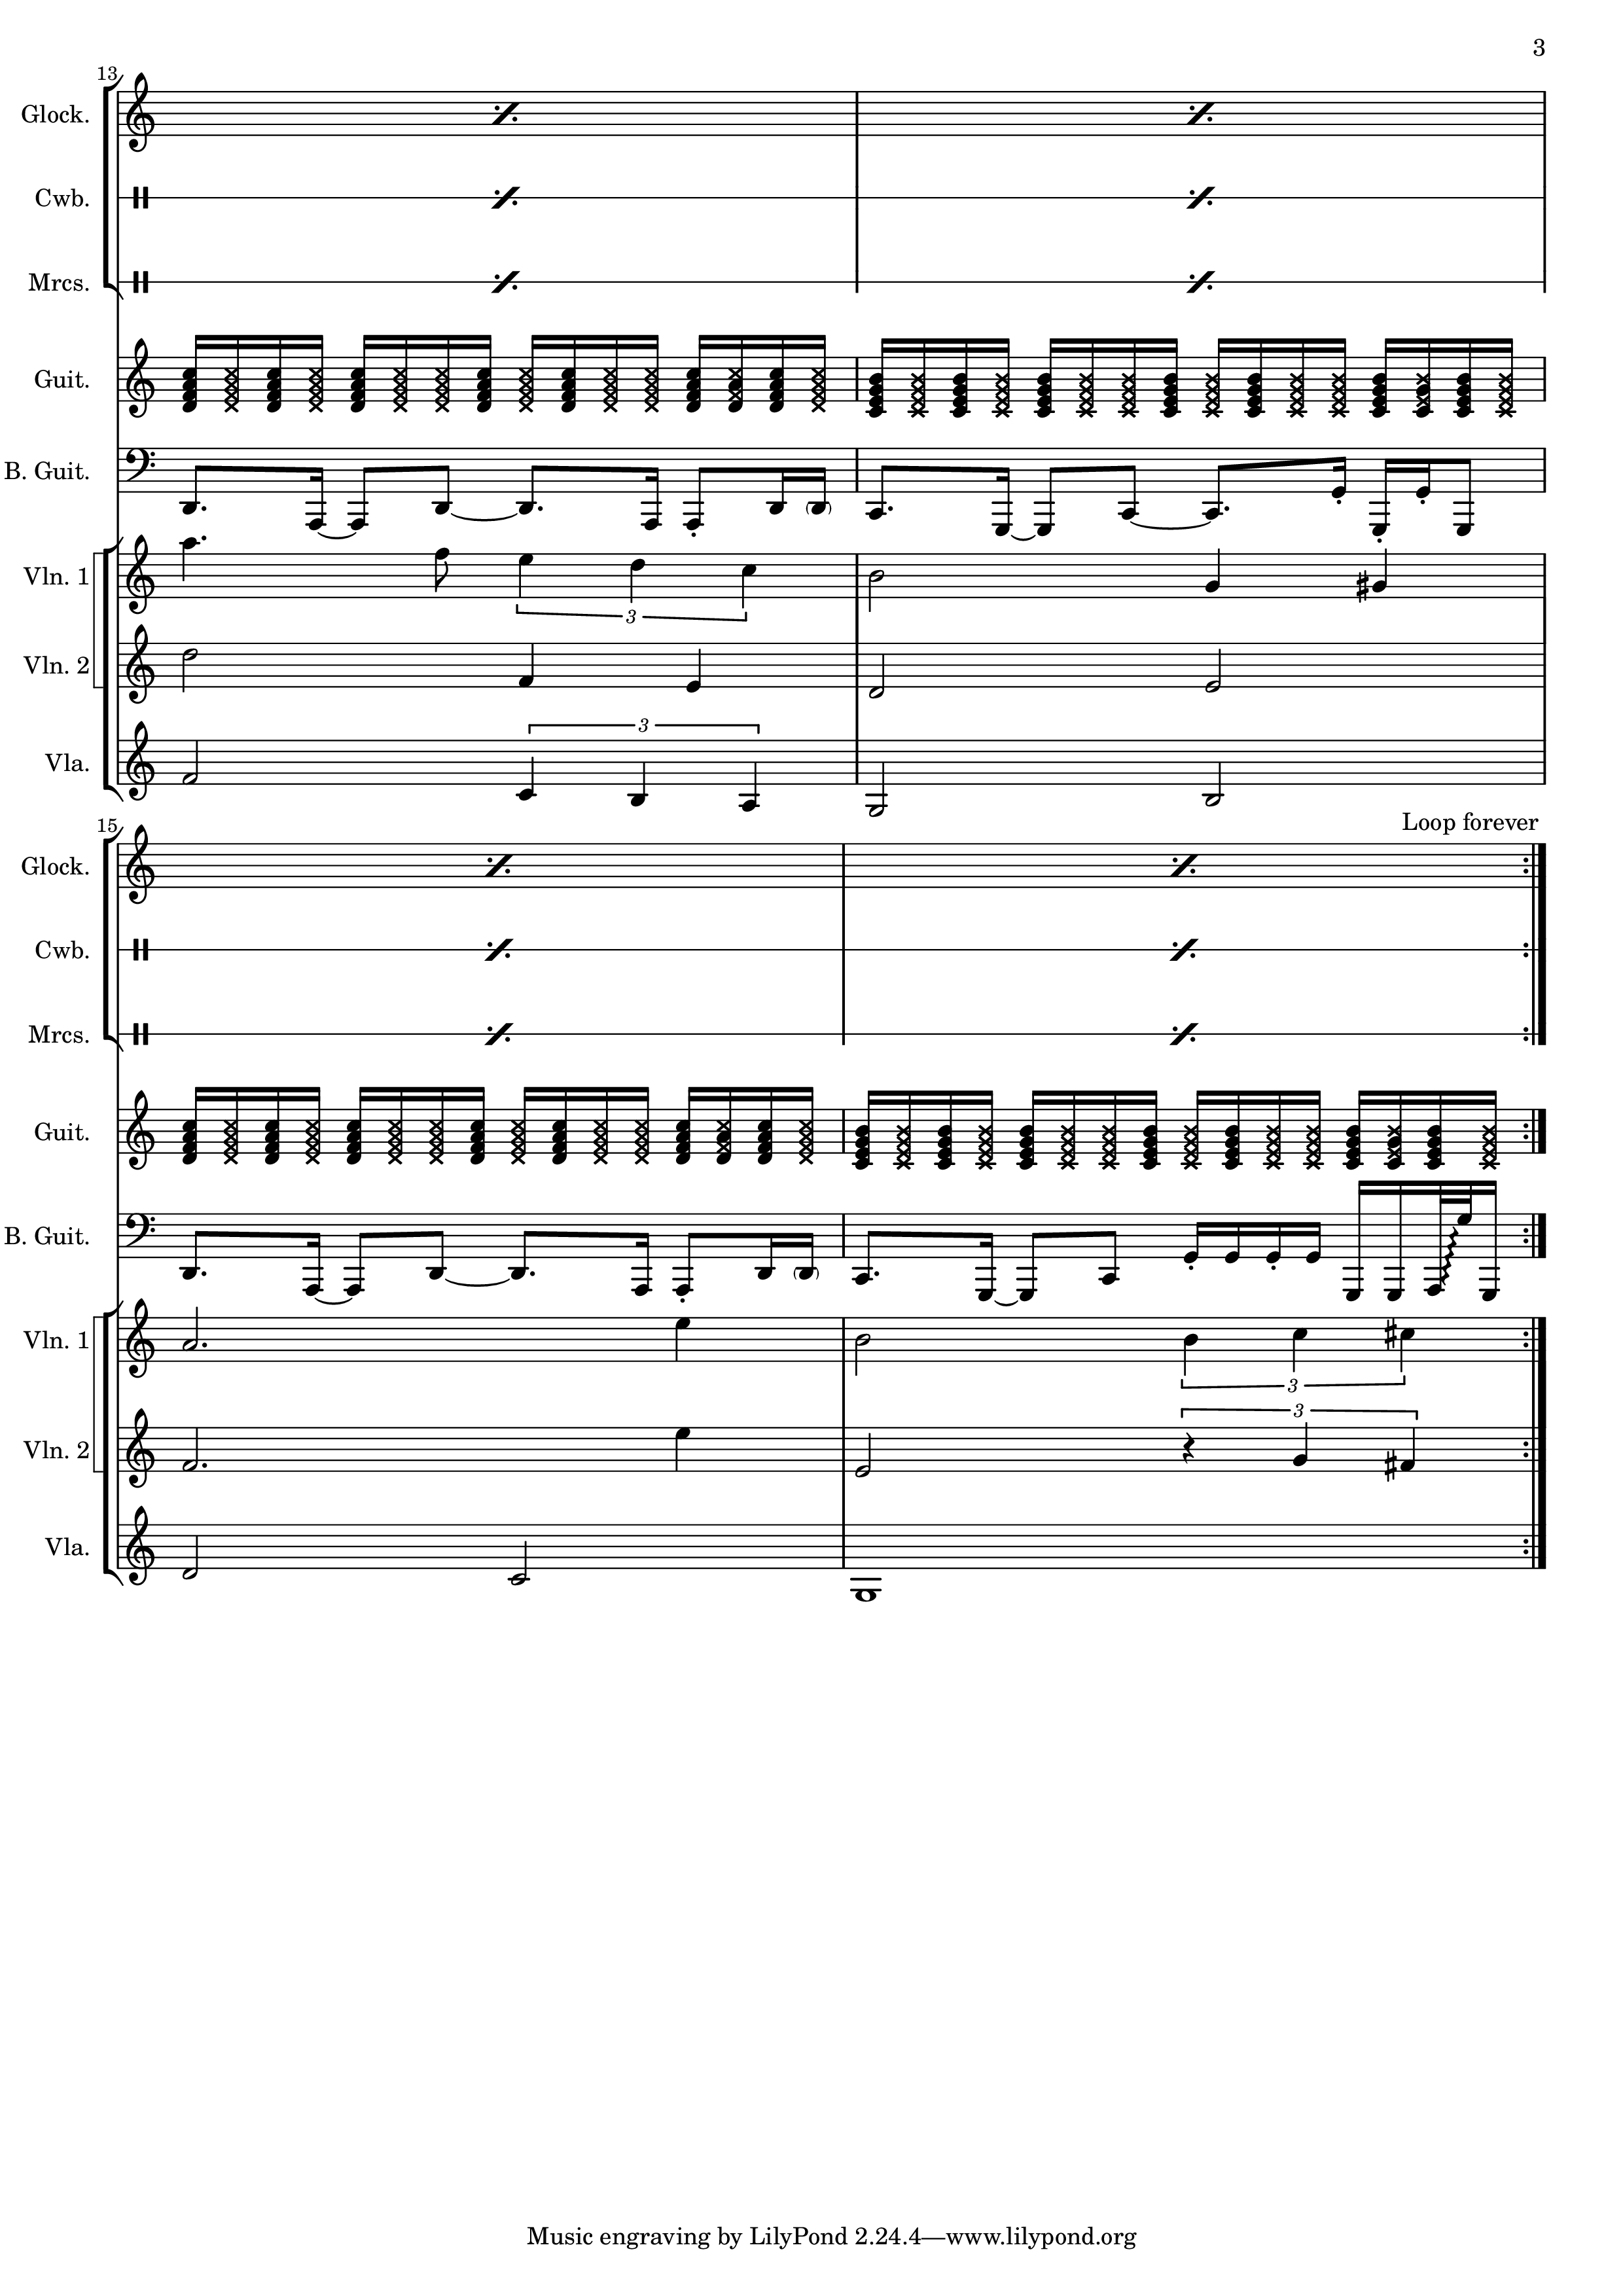 3
13
Glock.
Cwb.
Mrcs.
Guit.
B. Guit.
Vln. 1
3
Vln. 2
3
Vla.
Loop forever
15
Glock.
Cwb.
Mrcs.
Guit.
B. Guit.
Vln. 1
3
3
Vln. 2
Vla.
Music engraving by LilyPond 2.24.4—www.lilypond.org